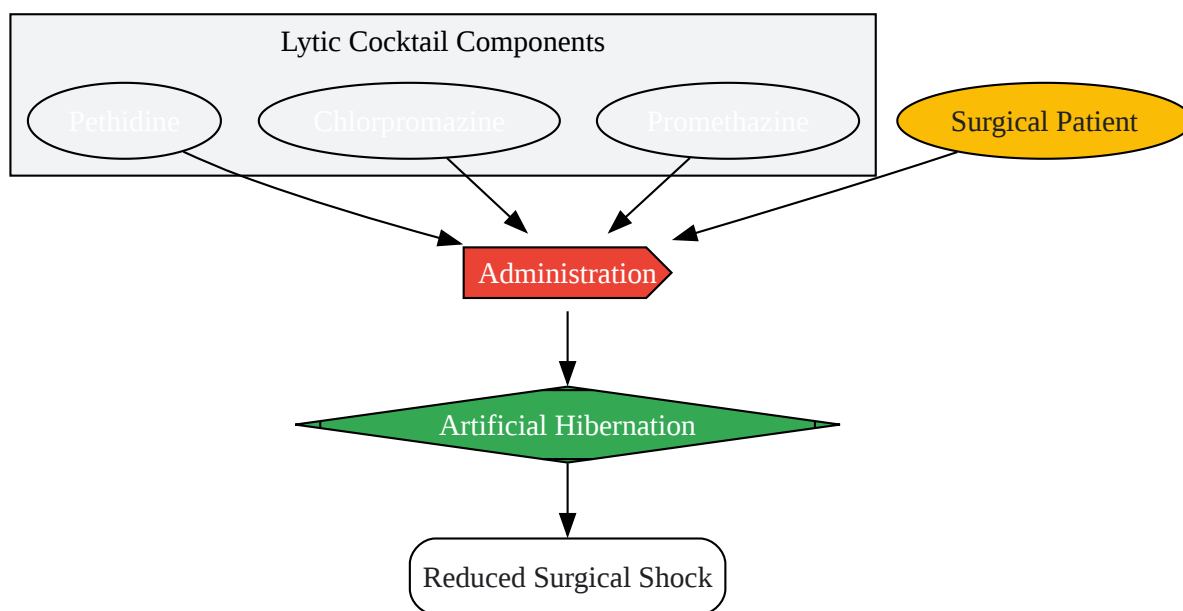 Lytic Cocktail Components
Pethidine
Chlorpromazine
Promethazine
Surgical Patient
Administration
Artificial Hibernation
Reduced Surgical Shock